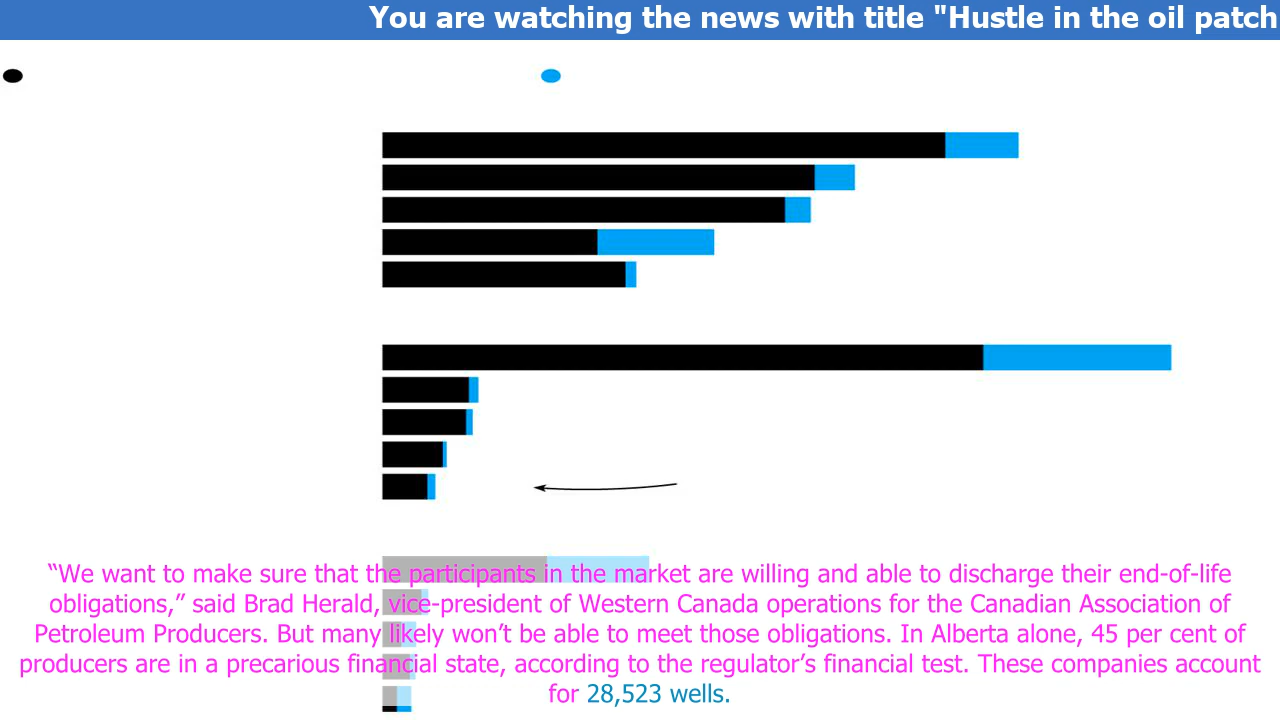 You are watching the news with title "Hustle in the oil patch
“We want to make sure that the participants in the market are willing and able to discharge their end-of-life
obligations,” said Brad Herald, vice-president of Western Canada operations for the Canadian Association of
Petroleum Producers. But many likely won’t be able to meet those obligations. In Alberta alone, 45 per cent of
producers are in a precarious financial state, according to the regulator’s financial test. These companies account
for 28,523 wells.